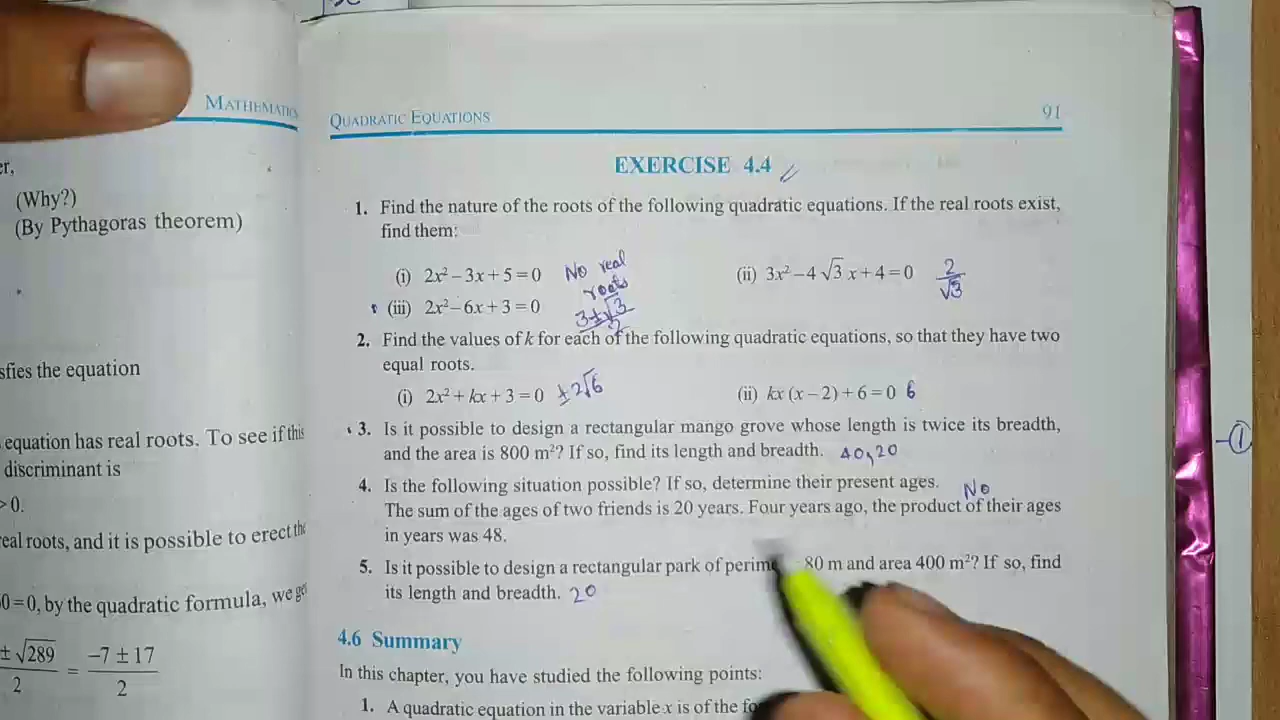 MATHEMATICS
er,
(Why?)
(By Pythagoras theorem)
sfies the equation
equation has real roots. To see if this
discriminant is
> 0.
real roots, and it is possible to erect the
0 = 0, by the quadratic formula, we get
± √289 / 2 = −7 ± 17 / 2
QUADRATIC EQUATIONS 91
EXERCISE 4.4
1. Find the nature of the roots of the following quadratic equations. If the real roots exist,
find them:
(i) 2x² − 3x + 5 = 0 No real roots (ii) 3x² − 4√3 x + 4 = 0 2/√3
(iii) 2x² − 6x + 3 = 0 3±√3/2
2. Find the values of k for each of the following quadratic equations, so that they have two
equal roots.
(i) 2x² + kx + 3 = 0 ±2√6 (ii) kx (x − 2) + 6 = 0 6
3. Is it possible to design a rectangular mango grove whose length is twice its breadth,
and the area is 800 m²? If so, find its length and breadth. 40, 20
4. Is the following situation possible? If so, determine their present ages. No
The sum of the ages of two friends is 20 years. Four years ago, the product of their ages
in years was 48.
5. Is it possible to design a rectangular park of perim 80 m and area 400 m²? If so, find
its length and breadth. 20
4.6 Summary
In this chapter, you have studied the following points:
1. A quadratic equation in the variable x is of the fo
①